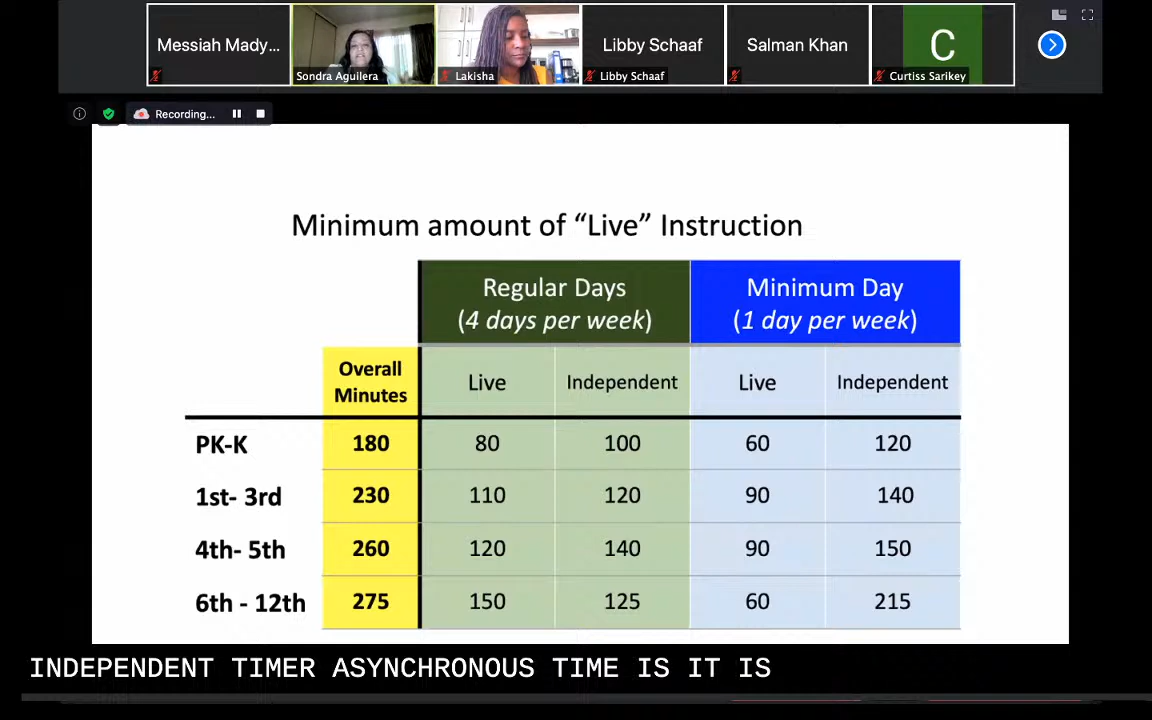 Messiah Mady...
Sondra Aguilera
Lakisha
Libby Schaaf
Libby Schaaf
Salman Khan
C
Curtiss Sarikey
Recording...
Minimum amount of “Live” Instruction
Regular Days
(4 days per week)
Minimum Day
(1 day per week)
Overall
Minutes
Live
Independent
Live
Independent
PK-K 180 80 100 60 120
1st- 3rd 230 110 120 90 140
4th- 5th 260 120 140 90 150
6th - 12th 275 150 125 60 215
INDEPENDENT TIMER ASYNCHRONOUS TIME IS IT IS